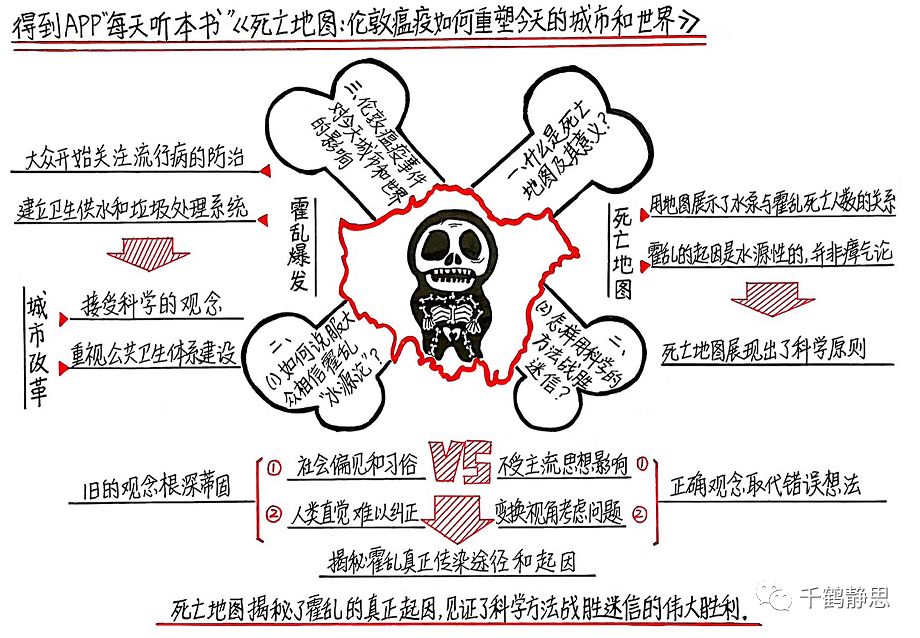 得到APP"每天听本书"《死亡地图:伦敦瘟疫如何重塑今天的城市和世界》
三、伦敦瘟疫事件
对今天城市和世界
的影响
一、什么是死亡
地图及其意义?
大众开始关注流行病的防治
建立卫生供水和垃圾处理系统
霍乱爆发
城市改革
接受科学的观念
重视公共卫生体系建设
死亡地图
用地图展示了水泵与霍乱死亡人数的关系
霍乱的起因是水源性的,并非瘴气论
死亡地图展现出了科学原则
二、
(1)如何说服大
众相信霍乱
"水源论"?
二、
(2)怎样用科学的
方法战胜
迷信?
旧的观念根深蒂固
① 社会偏见和习俗
② 人类直觉难以纠正
VS
不受主流思想影响 ①
变换视角考虑问题 ②
正确观念取代错误想法
揭秘霍乱真正传染途径和起因
死亡地图揭秘了霍乱的真正起因,见证了科学方法战胜迷信的伟大胜利.
千鹤静思